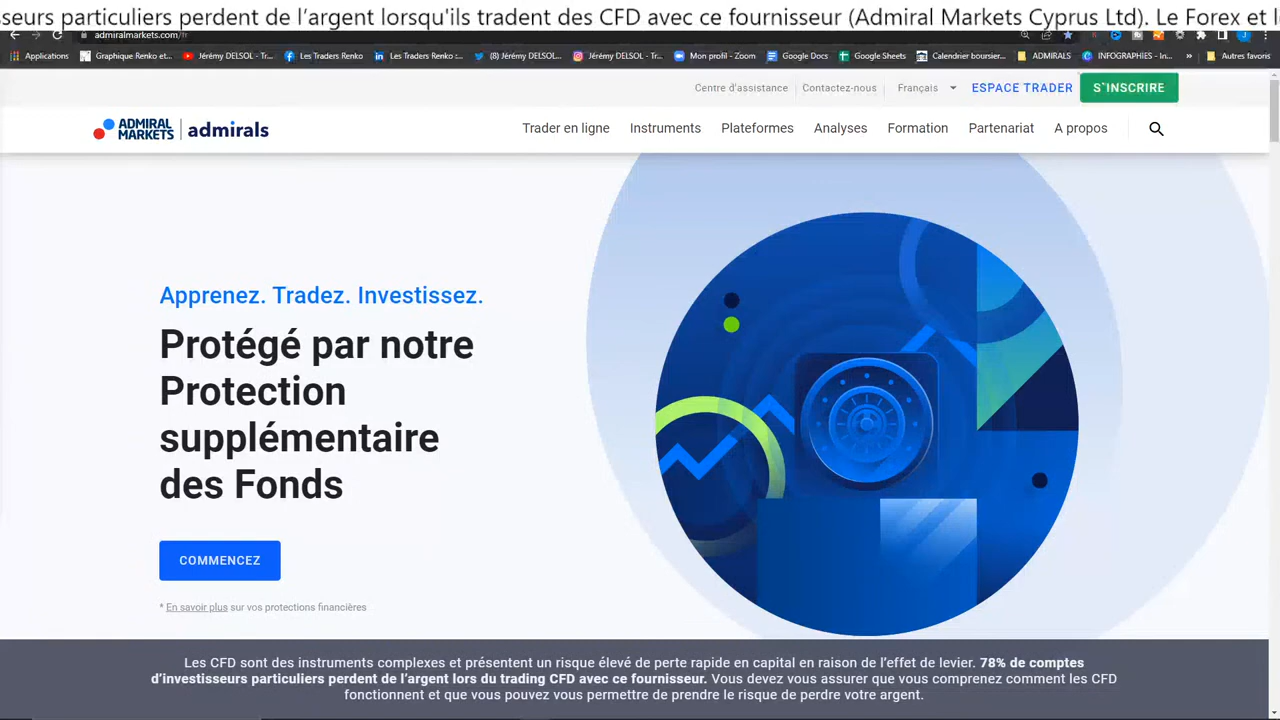 seurs particuliers perdent de l'argent lorsqu'ils tradent des CFD avec ce fournisseur (Admiral Markets Cyprus Ltd). Le Forex et l
admiralmarkets.com/fr
Applications Graphique Renko et... Jérémy DELSOL - Tr... Les Traders Renko Les Traders Renko :... (8) Jérémy DELSOL... Jérémy DELSOL - Tr... Mon profil - Zoom Google Docs Google Sheets Calendrier boursier... ADMIRALS INFOGRAPHIES - In... » Autres favoris
Centre d'assistance Contactez-nous Français ESPACE TRADER S'INSCRIRE
ADMIRAL MARKETS admirals
Trader en ligne Instruments Plateformes Analyses Formation Partenariat A propos
Apprenez. Tradez. Investissez.
Protégé par notre
Protection
supplémentaire
des Fonds
COMMENCEZ
* En savoir plus sur vos protections financières
Les CFD sont des instruments complexes et présentent un risque élevé de perte rapide en capital en raison de l'effet de levier. 78% de comptes
d'investisseurs particuliers perdent de l'argent lors du trading CFD avec ce fournisseur. Vous devez vous assurer que vous comprenez comment les CFD
fonctionnent et que vous pouvez vous permettre de prendre le risque de perdre votre argent.